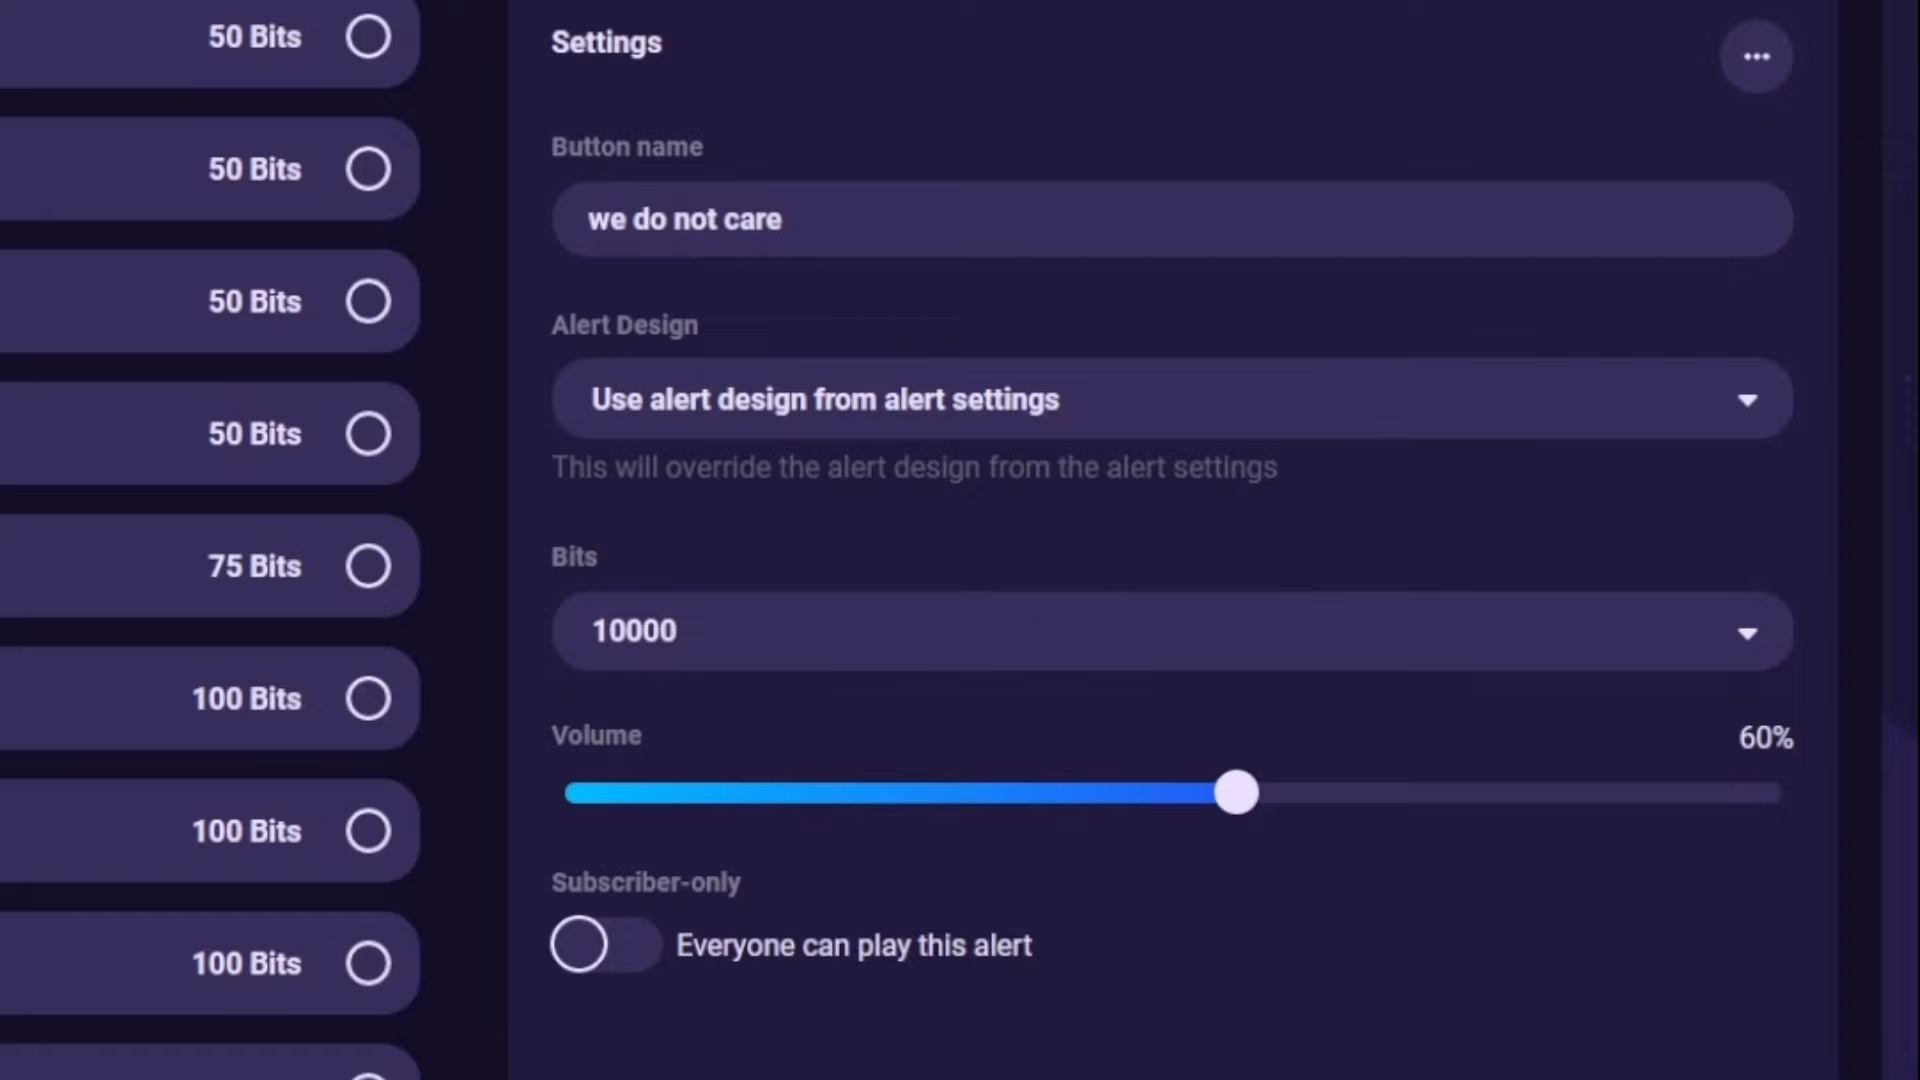 50 Bits
50 Bits
50 Bits
50 Bits
75 Bits
100 Bits
100 Bits
100 Bits
Settings
Button name
we do not care
Alert Design
Use alert design from alert settings
This will override the alert design from the alert settings
Bits
10000
Volume
60%
Subscriber-only
Everyone can play this alert